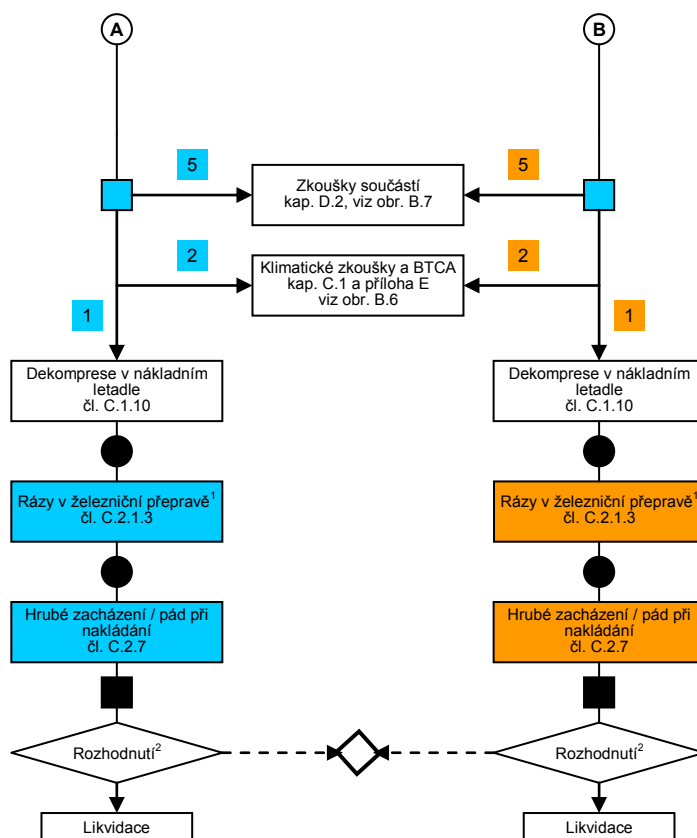 A
B
5
5
Zkoušky součástí
kap. D.2, viz obr. B.7
2
2
Klimatické zkoušky a BTCA
kap. C.1 a příloha E
viz obr. B.6
1
1
Dekomprese v nákladním
letadle
čl. C.1.10
Dekomprese v nákladním
letadle
čl. C.1.10
Rázy v železniční přepravě¹
čl. C.2.1.3
Rázy v železniční přepravě¹
čl. C.2.1.3
Hrubé zacházení / pád při
nakládání
čl. C.2.7
Hrubé zacházení / pád při
nakládání
čl. C.2.7
Rozhodnutí²
Rozhodnutí²
Likvidace
Likvidace